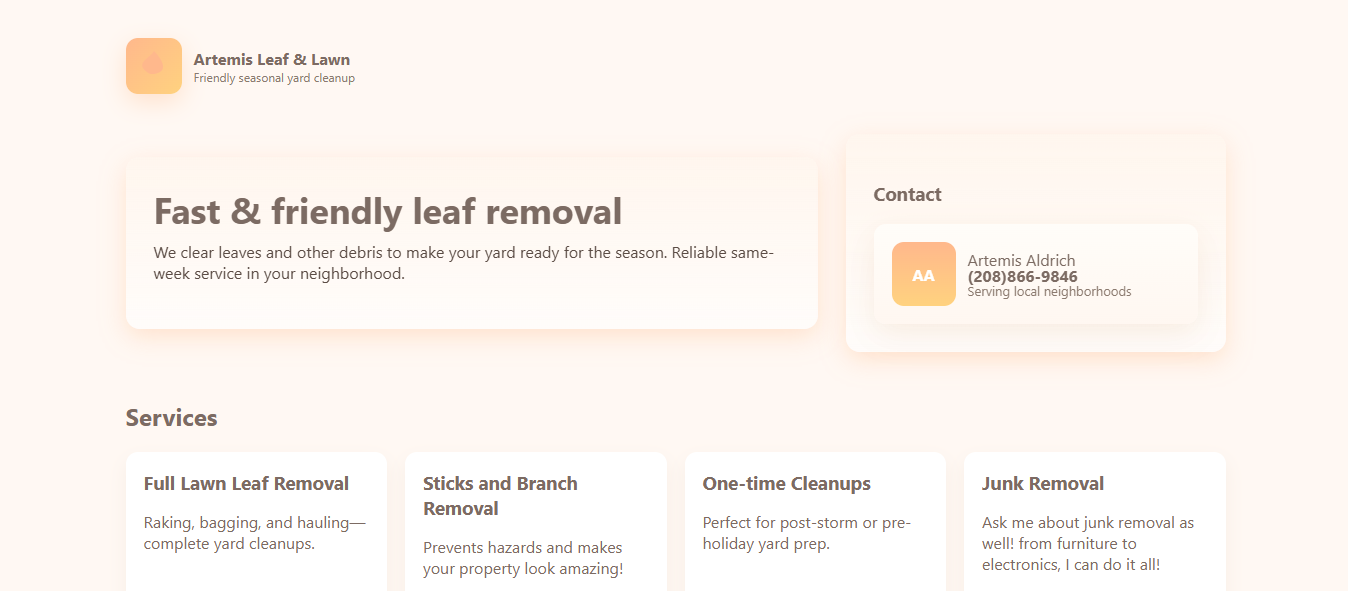 Artemis Leaf & Lawn
Friendly seasonal yard cleanup
Fast & friendly leaf removal
We clear leaves and other debris to make your yard ready for the season. Reliable same-
week service in your neighborhood.
Contact
AA
Artemis Aldrich
(208)866-9846
Serving local neighborhoods
Services
Full Lawn Leaf Removal
Raking, bagging, and hauling—
complete yard cleanups.
Sticks and Branch
Removal
Prevents hazards and makes
your property look amazing!
One-time Cleanups
Perfect for post-storm or pre-
holiday yard prep.
Junk Removal
Ask me about junk removal as
well! from furniture to
electronics, I can do it all!